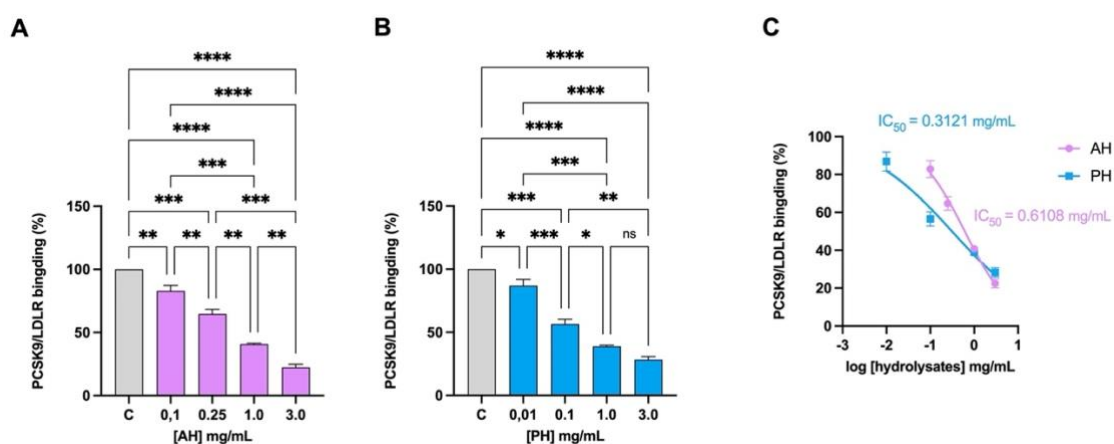 A
B
C
****
****
****
***
***
**
**
**
**
**
PCSK9/LDLR bingding (%)
150
100
50
0
C
0,1
0.25
1.0
3.0
[AH] mg/mL
****
****
****
***
***
**
*
***
*
ns
PCSK9/LDLR bingding (%)
150
100
50
0
C
0,01
0.1
1.0
3.0
[PH] mg/mL
IC50 = 0.3121 mg/mL
AH
PH
IC50 = 0.6108 mg/mL
PCSK9/LDLR bingding (%)
100
80
60
40
20
0
-3
-2
-1
0
1
log [hydrolysates] mg/mL